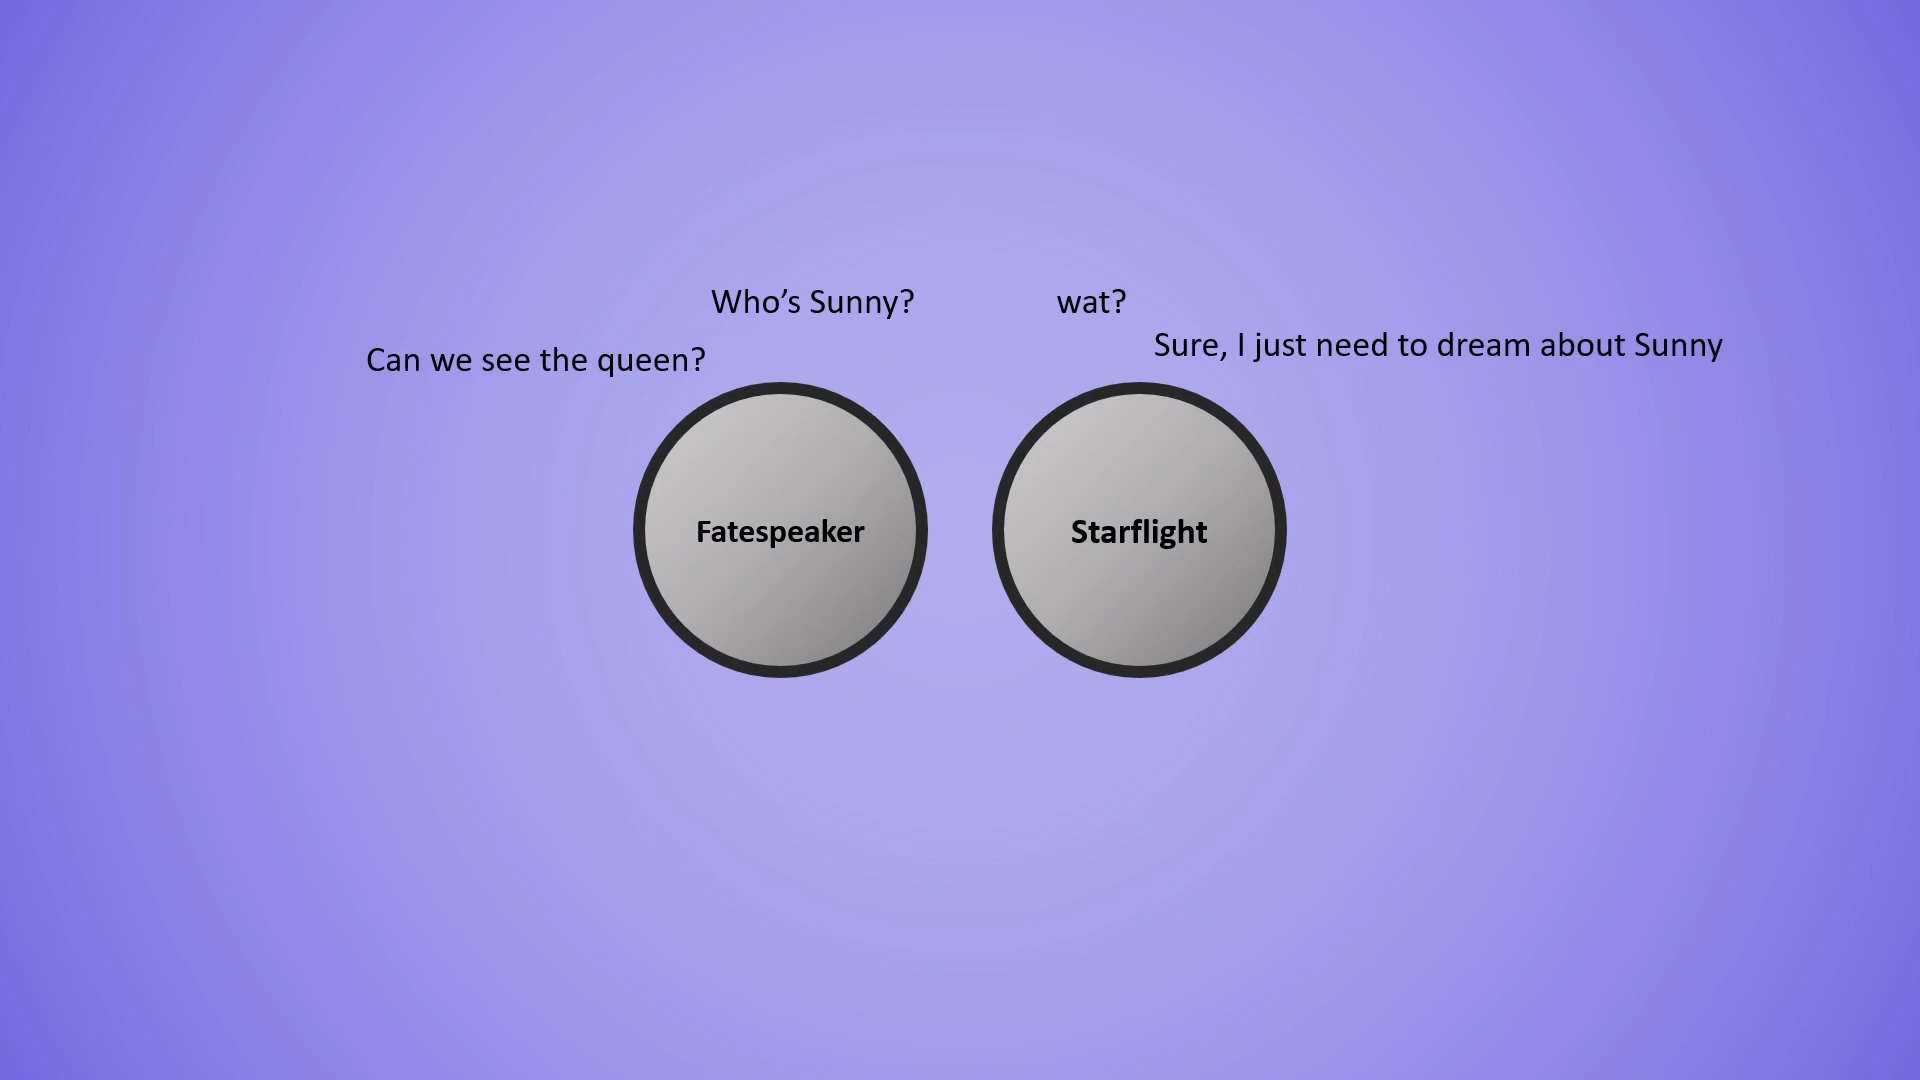 Who’s Sunny?
wat?
Can we see the queen?
Sure, I just need to dream about Sunny
Fatespeaker
Starflight